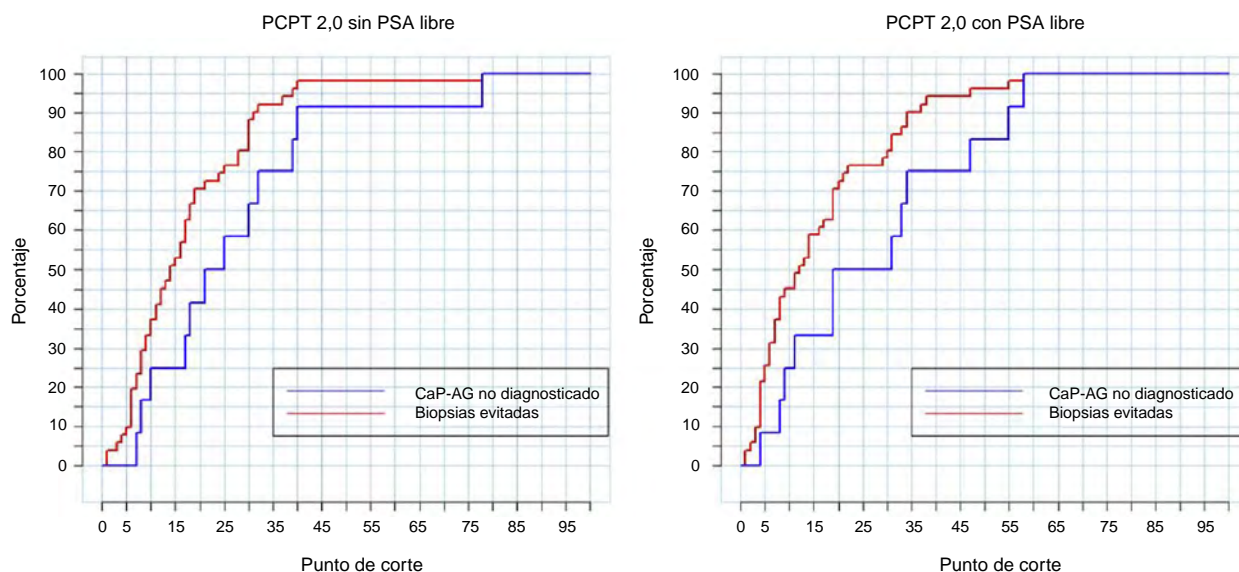 PCPT 2,0 sin PSA libre
Porcentaje
100
90
80
70
60
50
40
30
20
10
0
CaP-AG no diagnosticado
Biopsias evitadas
0 5 15 25 35 45 55 65 75 85 95
Punto de corte
PCPT 2,0 con PSA libre
Porcentaje
100
90
80
70
60
50
40
30
20
10
0
CaP-AG no diagnosticado
Biopsias evitadas
0 5 15 25 35 45 55 65 75 85 95
Punto de corte